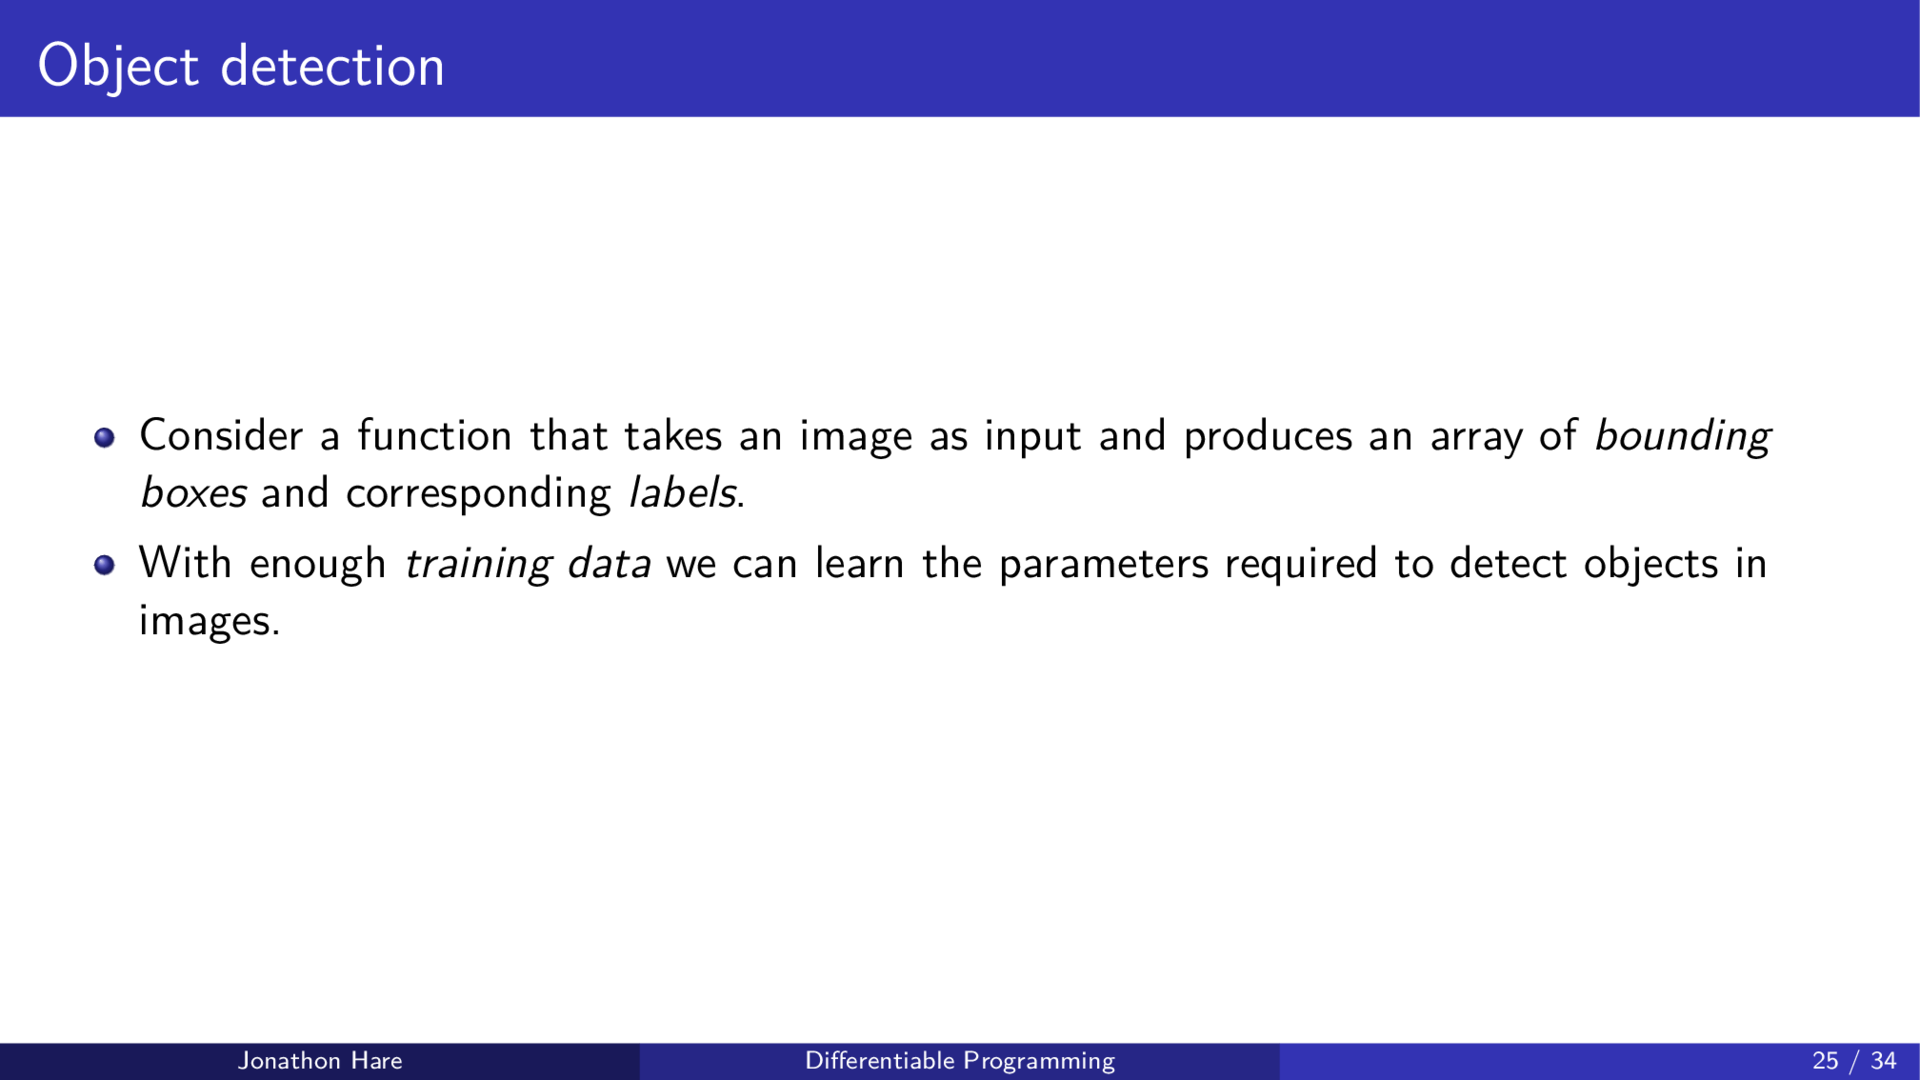 Object detection
Consider a function that takes an image as input and produces an array of bounding
boxes and corresponding labels.
With enough training data we can learn the parameters required to detect objects in
images.
Jonathon Hare
Differentiable Programming
25 / 34